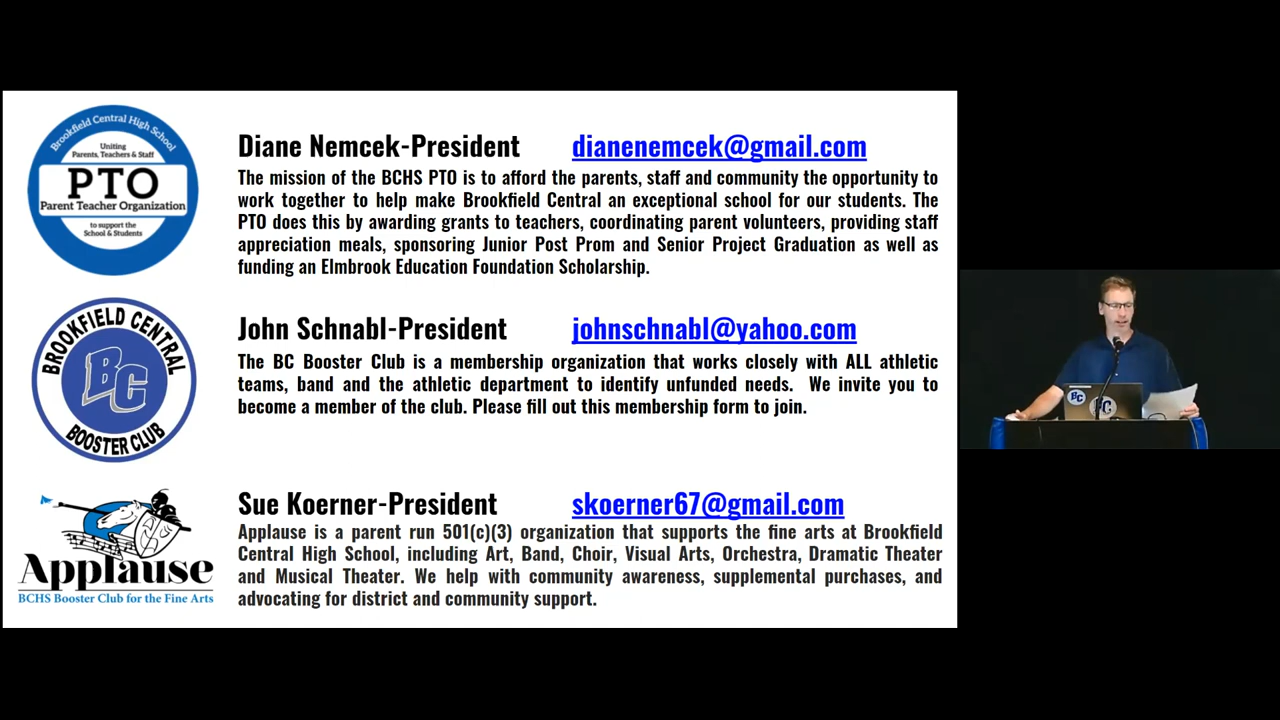 Brookfield Central High School
Uniting
Parents, Teachers & Staff
PTO
Parent Teacher Organization
to support the
School & Students
Diane Nemcek-President dianenemcek@gmail.com
The mission of the BCHS PTO is to afford the parents, staff and community the opportunity to
work together to help make Brookfield Central an exceptional school for our students. The
PTO does this by awarding grants to teachers, coordinating parent volunteers, providing staff
appreciation meals, sponsoring Junior Post Prom and Senior Project Graduation as well as
funding an Elmbrook Education Foundation Scholarship.
BROOKFIELD CENTRAL
BC
BOOSTER CLUB
John Schnabl-President johnschnabl@yahoo.com
The BC Booster Club is a membership organization that works closely with ALL athletic
teams, band and the athletic department to identify unfunded needs. We invite you to
become a member of the club. Please fill out this membership form to join.
Applause
BCHS Booster Club for the Fine Arts
Sue Koerner-President skoerner67@gmail.com
Applause is a parent run 501(c)(3) organization that supports the fine arts at Brookfield
Central High School, including Art, Band, Choir, Visual Arts, Orchestra, Dramatic Theater
and Musical Theater. We help with community awareness, supplemental purchases, and
advocating for district and community support.
BC
BC